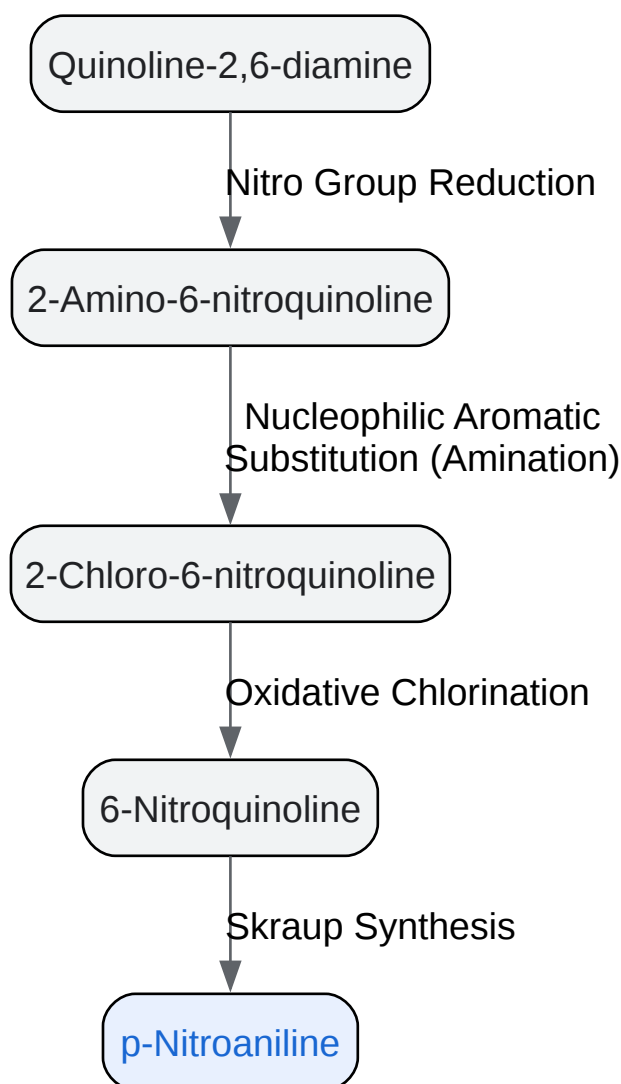 Quinoline-2,6-diamine
Nitro Group Reduction
2-Amino-6-nitroquinoline
Nucleophilic Aromatic
Substitution (Amination)
2-Chloro-6-nitroquinoline
Oxidative Chlorination
6-Nitroquinoline
Skraup Synthesis
p-Nitroaniline